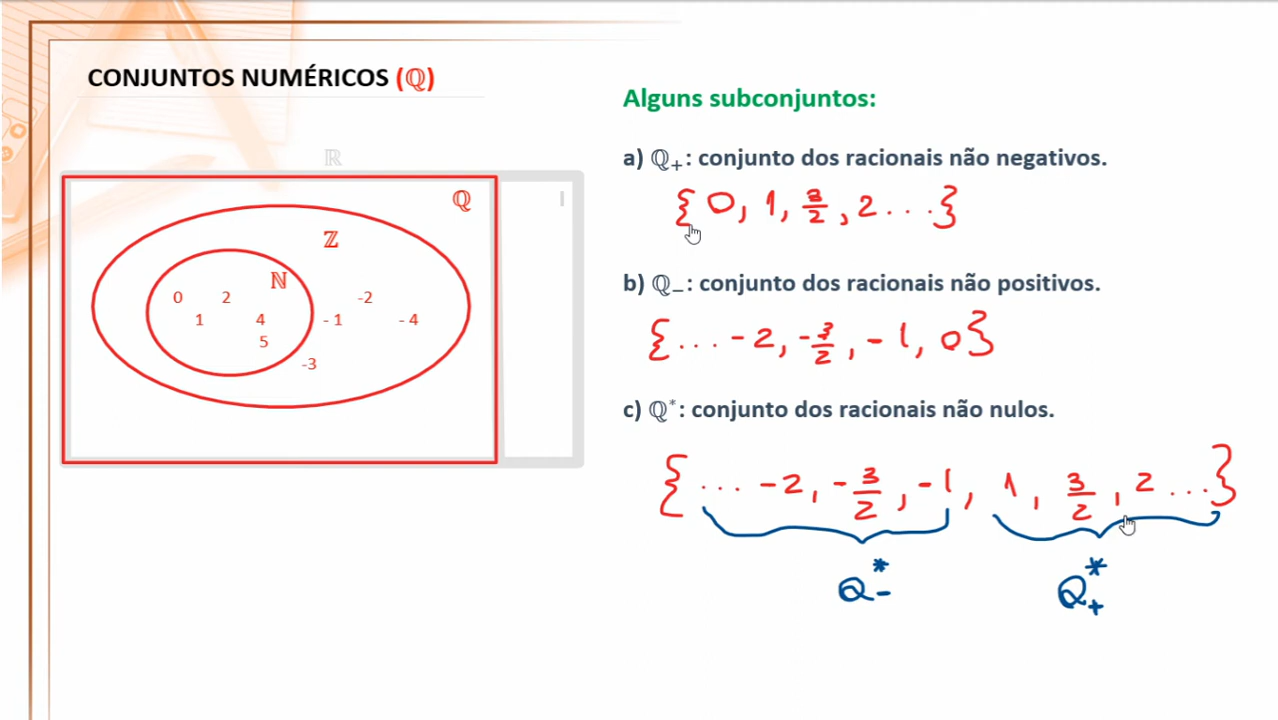 CONJUNTOS NUMÉRICOS (ℚ)
ℝ
ℚ
I
ℤ
ℕ
0 2 -2
1 4 - 1 - 4
5
-3
Alguns subconjuntos:
a) ℚ₊: conjunto dos racionais não negativos.
{ 0, 1, 3/2, 2 ... }
b) ℚ₋: conjunto dos racionais não positivos.
{ ... -2, -3/2, -1, 0 }
c) ℚ*: conjunto dos racionais não nulos.
{ ... -2, -3/2, -1, 1, 3/2, 2 ... }
Q*₋ Q*₊